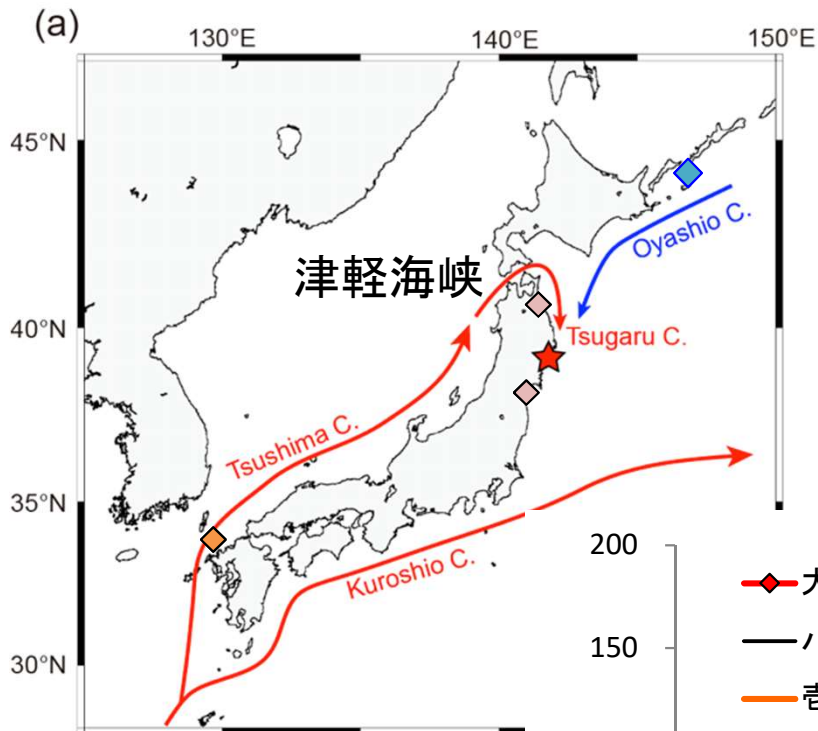 (a)
130°E 140°E 150°E
45°N
40°N
35°N
30°N
Oyashio C.
津軽海峡
Tsugaru C.
Tsushima C.
Kuroshio C.
200
150